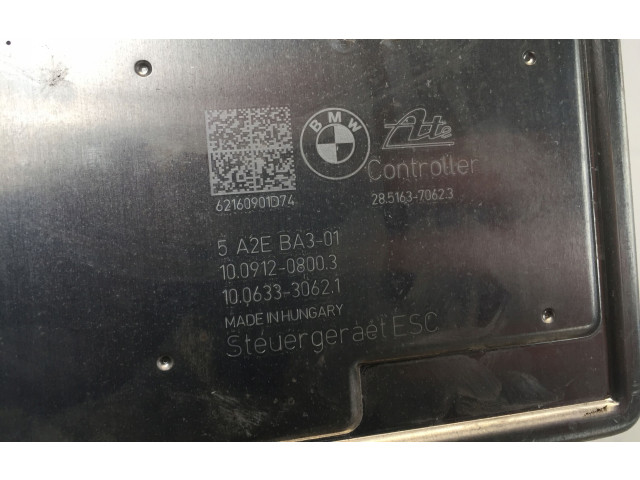 BMW
Ate
Controller
62160901D74
28.5163-7062.3
5 A2E BA3-01
10.0912-0800.3
10.0633-3062.1
MADE IN HUNGARY
Steuergeraet ESC